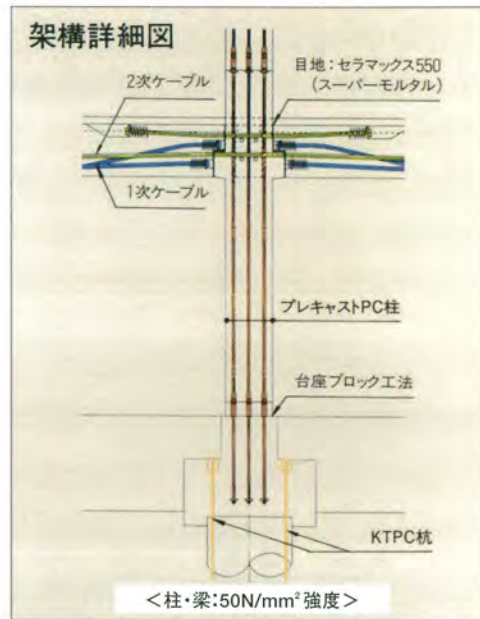 架構詳細図
目地：セラマックス550
（スーパーモルタル）
2次ケーブル
1次ケーブル
プレキャストPC柱
台座ブロック工法
KTPC杭
＜柱・梁：50N/mm²強度＞